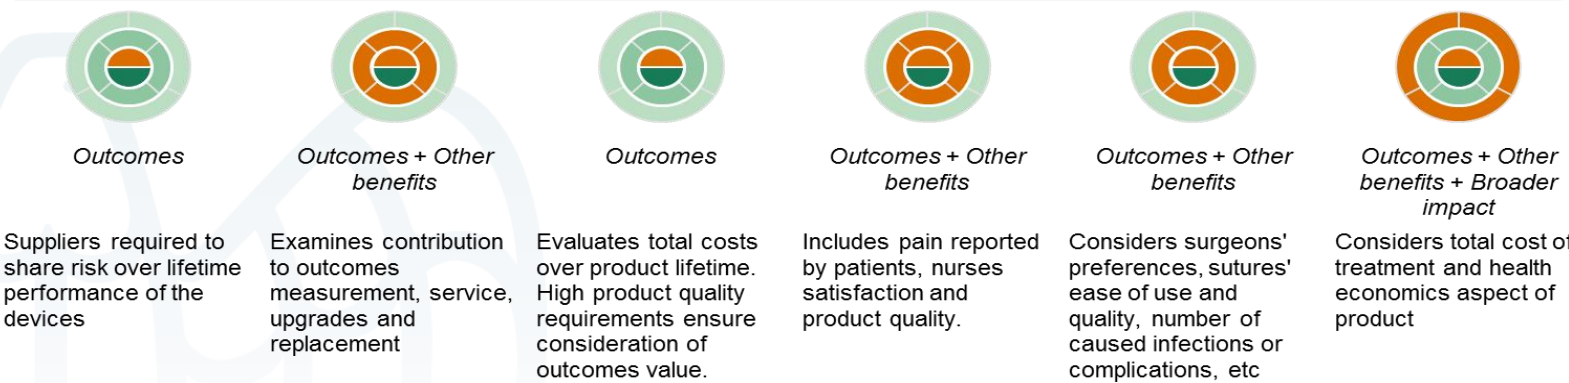 Outcomes
Suppliers required to
share risk over lifetime
performance of the
devices
Outcomes + Other
benefits
Examines contribution
to outcomes
measurement, service,
upgrades and
replacement
Outcomes
Evaluates total costs
over product lifetime.
High product quality
requirements ensure
consideration of
outcomes value.
Outcomes + Other
benefits
Includes pain reported
by patients, nurses
satisfaction and
product quality.
Outcomes + Other
benefits
Considers surgeons'
preferences, sutures'
ease of use and
quality, number of
caused infections or
complications, etc
Outcomes + Other
benefits + Broader
impact
Considers total cost of
treatment and health
economics aspect of
product